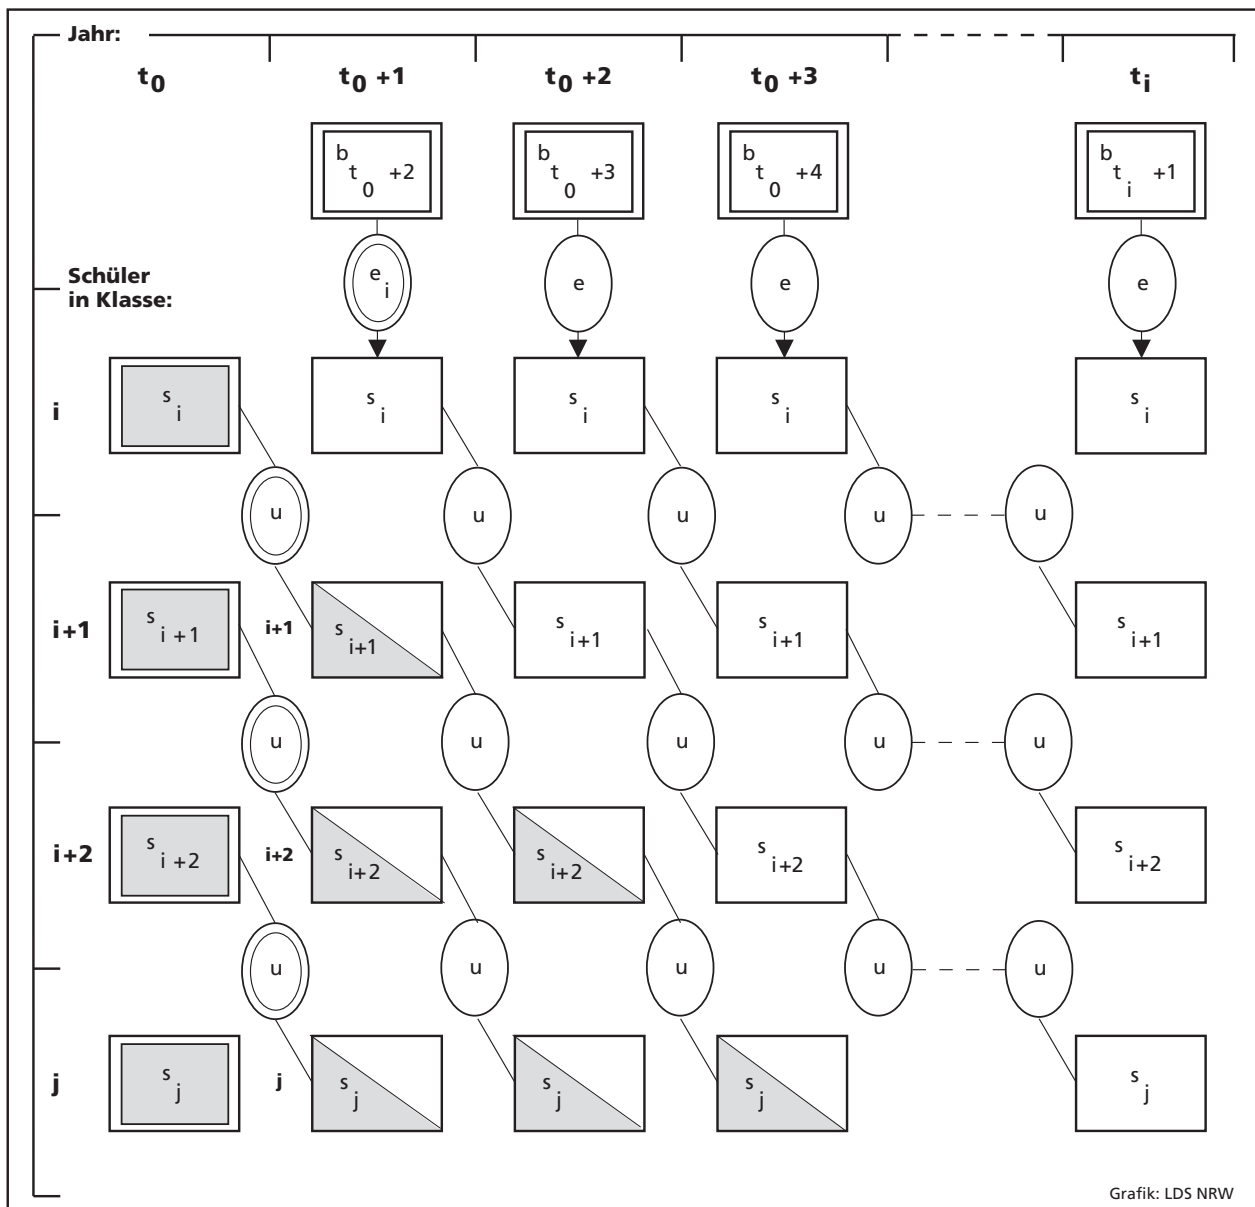 Jahr:
t0 t0 +1 t0 +2 t0 +3 ti
b t0 +2 b t0 +3 b t0 +4 b ti +1
ei e e e
Schüler
in Klasse:
i si si si si si
u u u u u
i+1 si +1 i+1 si+1 si+1 si+1 si+1
u u u u u
i+2 si +2 i+2 si+2 si+2 si+2 si+2
u u u u u
j sj j sj sj sj sj
Grafik: LDS NRW